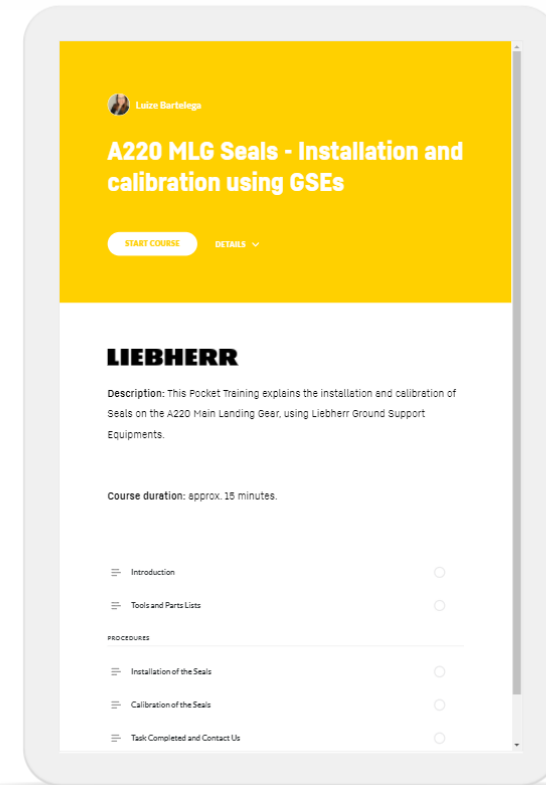 Luize Bartelega
A220 MLG Seals - Installation and
calibration using GSEs
START COURSE
DETAILS
LIEBHERR
Description: This Pocket Training explains the installation and calibration of
Seals on the A220 Main Landing Gear, using Liebherr Ground Support
Equipments.
Course duration: approx. 15 minutes.
Introduction
Tools and Parts Lists
PROCEDURES
Installation of the Seals
Calibration of the Seals
Task Completed and Contact Us